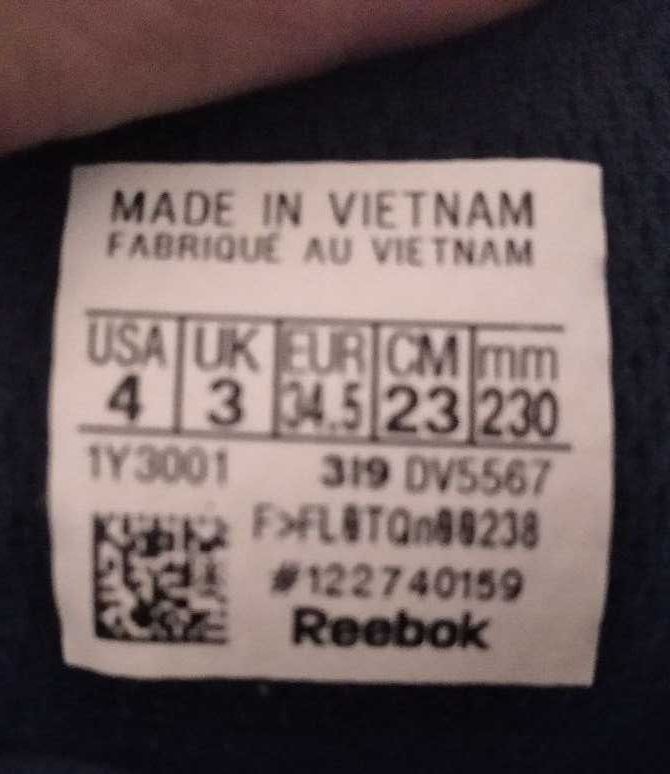 MADE IN VIETNAM
FABRIQUÉ AU VIETNAM
USA UK EUR CM mm
4 3 34.5 23 230
1Y3001 319 DV5567
F>FL0TQn00238
#122740159
Reebok